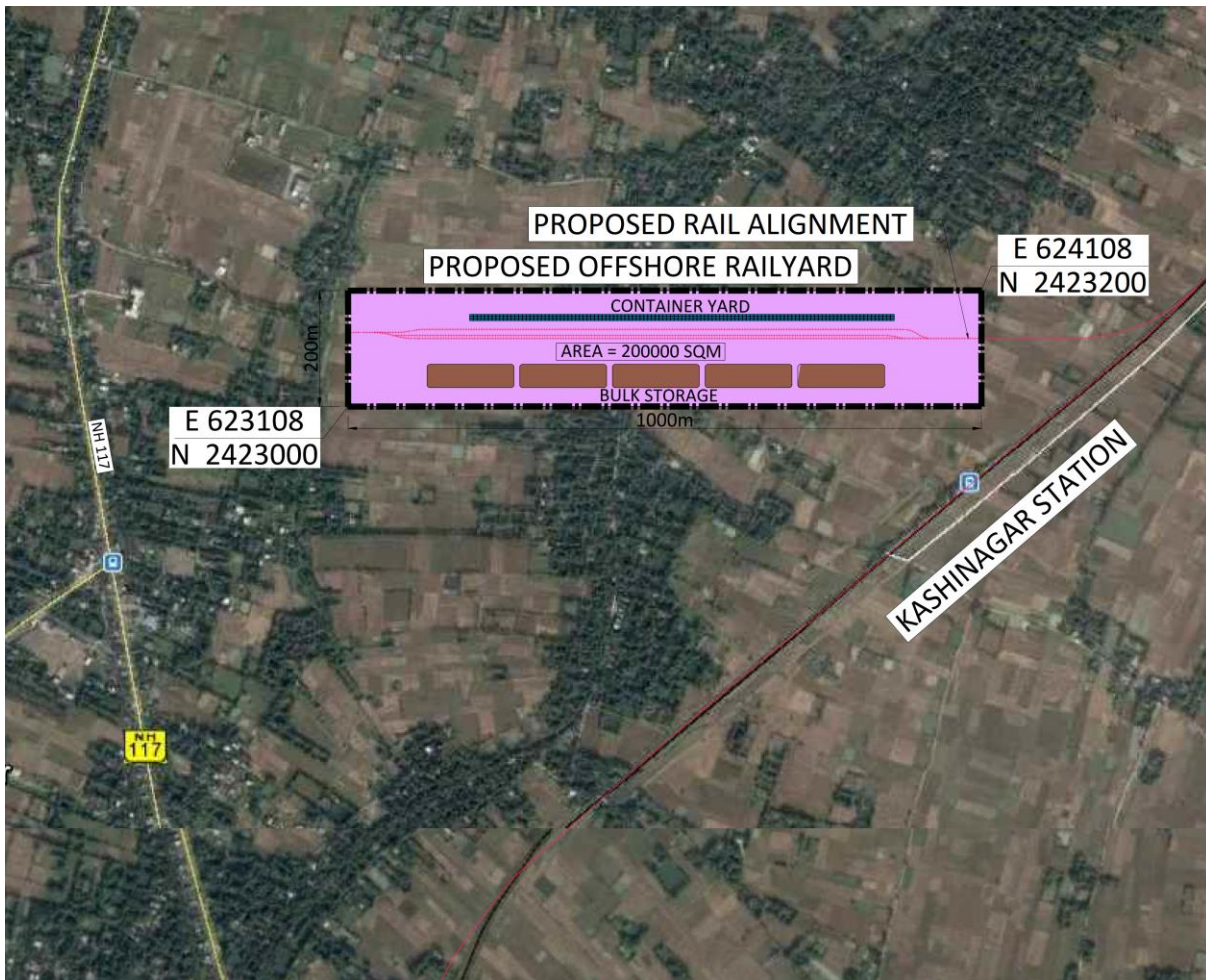 PROPOSED RAIL ALIGNMENT
E 624108
N 2423200
PROPOSED OFFSHORE RAILYARD
CONTAINER YARD
200m
AREA = 200000 SQM
BULK STORAGE
1000m
E 623108
N 2423000
NH 117
KASHINAGAR STATION
NH
117